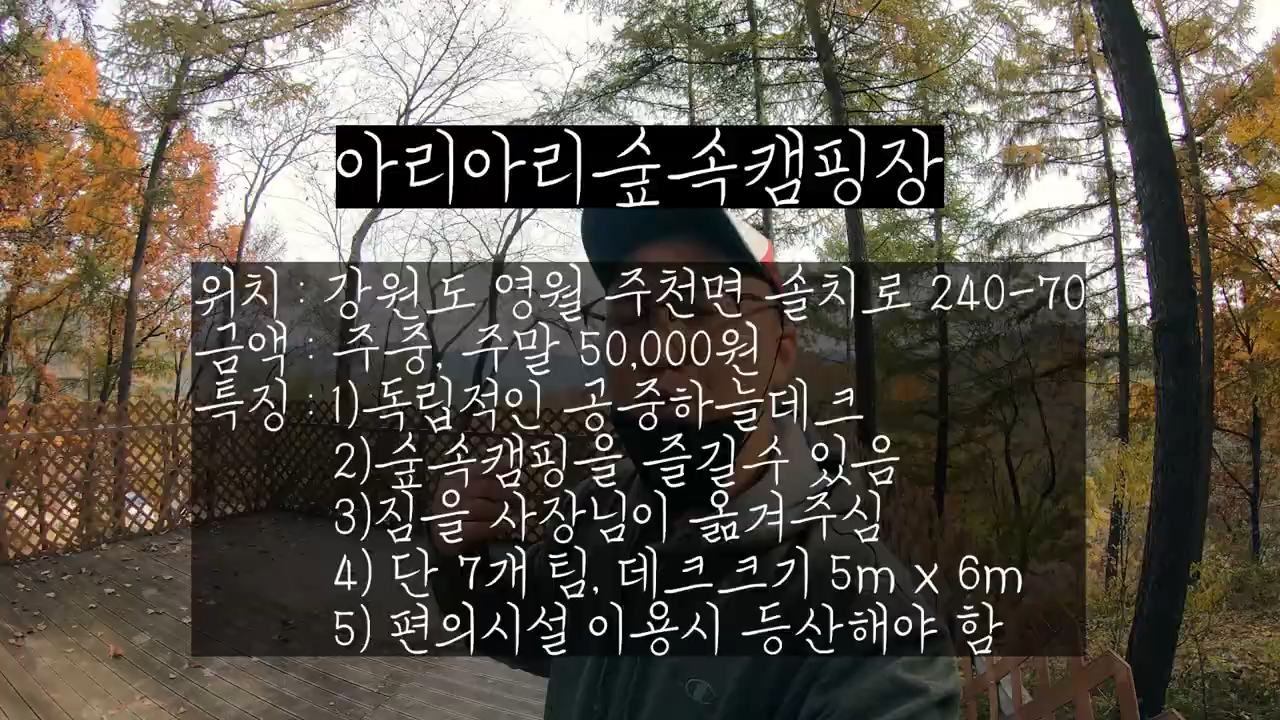 아리아리숲속캠핑장
위치 : 강원도 영월 주천면 솔치로 240-70
금액 : 주중, 주말 50,000원
특징 : 1)독립적인 공중하늘데크
2)숲속캠핑을 즐길수 있음
3)짐을 사장님이 옮겨주심
4) 단 7개 팀, 데크크기 5m x 6m
5) 편의시설 이용시 등산해야 함